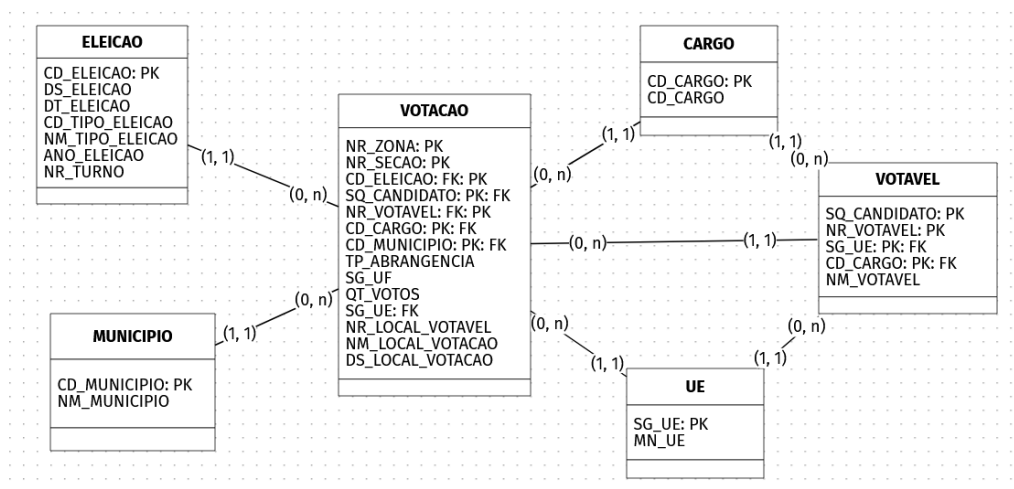 ELEICAO
CD_ELEICAO: PK
DS_ELEICAO
DT_ELEICAO
CD_TIPO_ELEICAO
NM_TIPO_ELEICAO
ANO_ELEICAO
NR_TURNO
(1, 1)
(0, n)
VOTACAO
NR_ZONA: PK
NR_SECAO: PK
CD_ELEICAO: FK: PK
SQ_CANDIDATO: PK: FK
NR_VOTAVEL: FK: PK
CD_CARGO: PK: FK
CD_MUNICIPIO: PK: FK
TP_ABRANGENCIA
SG_UF
QT_VOTOS
SG_UE: FK
NR_LOCAL_VOTAVEL
NM_LOCAL_VOTACAO
DS_LOCAL_VOTACAO
CARGO
CD_CARGO: PK
CD_CARGO
(1, 1)
(0, n)
(1, 1)
(0, n)
VOTAVEL
SQ_CANDIDATO: PK
NR_VOTAVEL: PK
SG_UE: PK: FK
CD_CARGO: PK: FK
NM_VOTAVEL
(0, n)
(1, 1)
MUNICIPIO
CD_MUNICIPIO: PK
NM_MUNICIPIO
(1, 1)
(0, n)
(0, n)
(1, 1)
(0, n)
(1, 1)
UE
SG_UE: PK
MN_UE